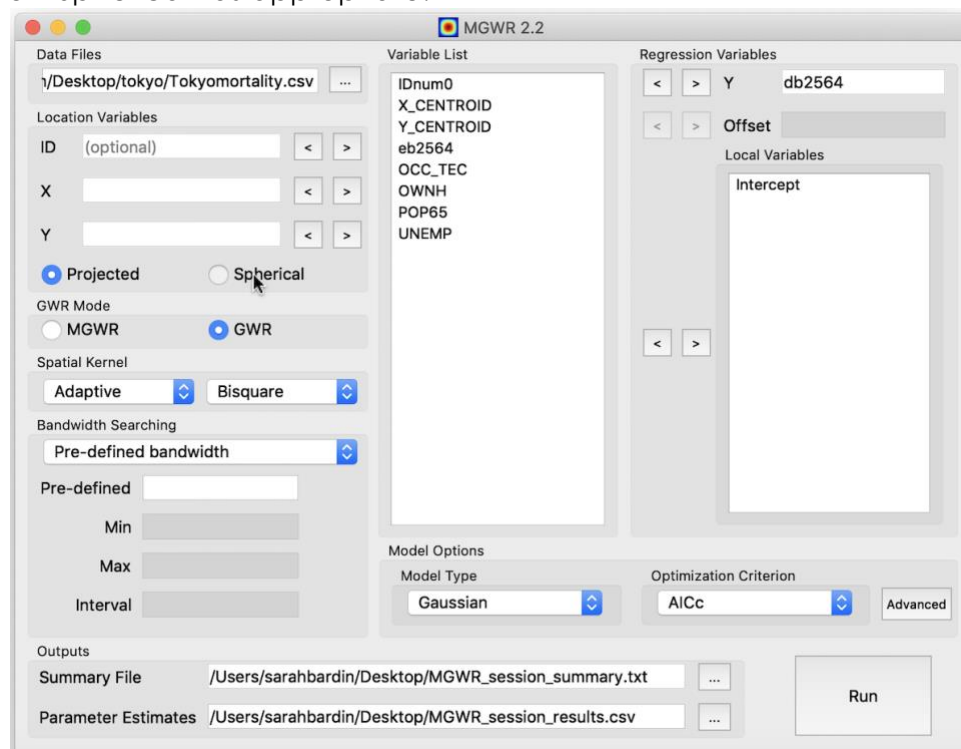 MGWR 2.2
Data Files
ı/Desktop/tokyo/Tokyomortality.csv ...
Location Variables
ID (optional) < >
X < >
Y < >
Projected Spherical
GWR Mode
MGWR GWR
Spatial Kernel
Adaptive Bisquare
Bandwidth Searching
Pre-defined bandwidth
Pre-defined
Min
Max
Interval
Variable List
IDnum0
X_CENTROID
Y_CENTROID
eb2564
OCC_TEC
OWNH
POP65
UNEMP
Regression Variables
< > Y db2564
< > Offset
Local Variables
Intercept
< >
Model Options
Model Type Optimization Criterion
Gaussian AICc Advanced
Outputs
Summary File /Users/sarahbardin/Desktop/MGWR_session_summary.txt ...
Parameter Estimates /Users/sarahbardin/Desktop/MGWR_session_results.csv ...
Run